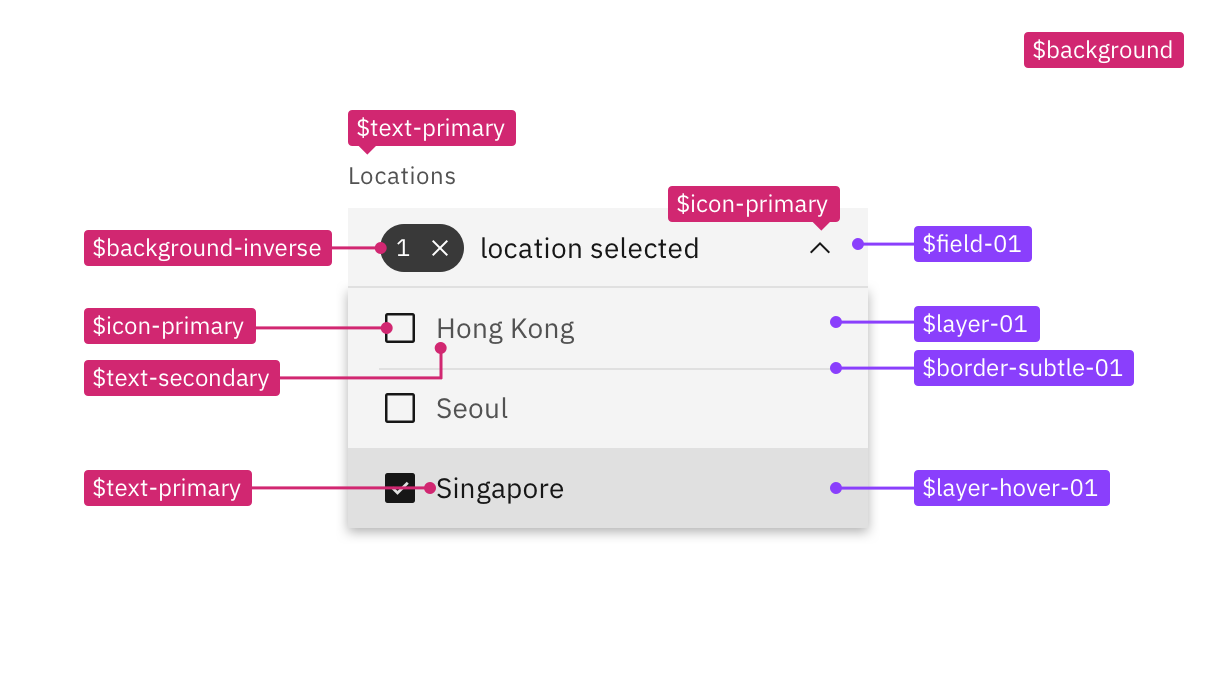 $background
$text-primary
Locations
$icon-primary
$background-inverse
1
location selected
$field-01
$icon-primary
Hong Kong
$layer-01
$text-secondary
$border-subtle-01
Seoul
$text-primary
Singapore
$layer-hover-01